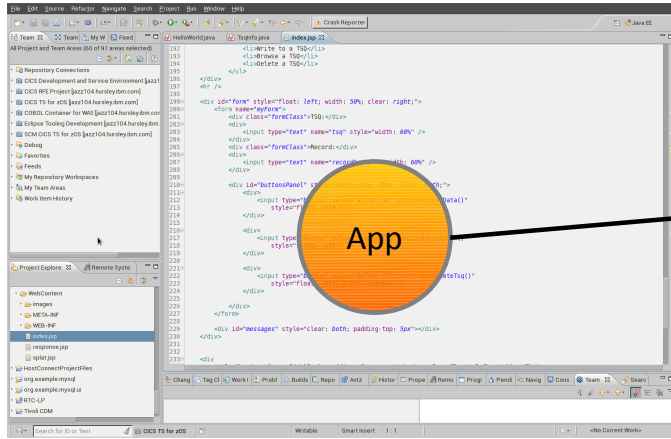 File Edit Source Refactor Navigate Search Project Run Window Help
Crash Reporter
Java EE
Team
Team
My W
Feed
HelloWorld.java
TsqInfo.java
index.jsp
All Project and Team Areas (60 of 91 areas selected)
Repository Connections
CICS Development and Service Environment [jazz1
CICS RFE Project [jazz104.hursley.ibm.com]
CICS TS for zOS [jazz104.hursley.ibm.com]
COBOL Container for WAS [jazz104.hursley.ibm.com
Eclipse Tooling Development [jazz104.hursley.ibm.
SCM CICS TS for zOS [jazz104.hursley.ibm.com]
Debug
Favorites
Feeds
My Repository Workspaces
My Team Areas
Work Item History
192 <li>Write to a TSQ</li>
193 <li>Browse a TSQ</li>
194 <li>Delete a TSQ</li>
195 </ul>
196 </div>
197 <hr />
198
199 <div id="form" style="float: left; width: 50%; clear: right;">
200 <form name="myForm">
201 <div class="formClass">TSQ:</div>
202 <div>
203 <input type="text" name="tsq" style="width: 60%" />
204 </div>
205 <div class="formClass">Record:</div>
206 <div>
207 <input type="text" name="record
60%" />
208 </div>
209
210 <div id="buttonsPanel"
211 <div>
212 <input type="b
Data()"
213 style="fl
214 </div>
215
216 <div>
217 <input type
218
219 </div>
220
221 <div>
222 <input type="b
eteTsq()"
223 style="floa
224 </div>
225
226 </div>
227 </form>
228
229 <div id="messages" style="clear: both; padding-top: 5px"></div>
230 </div>
231
232
233 <div
App
Project Explore
Remote Syste
WebContent
images
META-INF
WEB-INF
index.jsp
response.jsp
splat.jsp
HostConnectProjectFiles
org.example.mysql
org.example.mysql.ui
RTC-LP
Tivoli CDM
Chang
Tag Cl
Work I
Probl
Builds
Repo
Antz
Histor
Prope
Remo
Progr
Pendi
Navig
Cons
Team
Searc
Search for ID or Text
CICS TS for zOS
Writable
Smart Insert
1 : 1
<No Current Work>